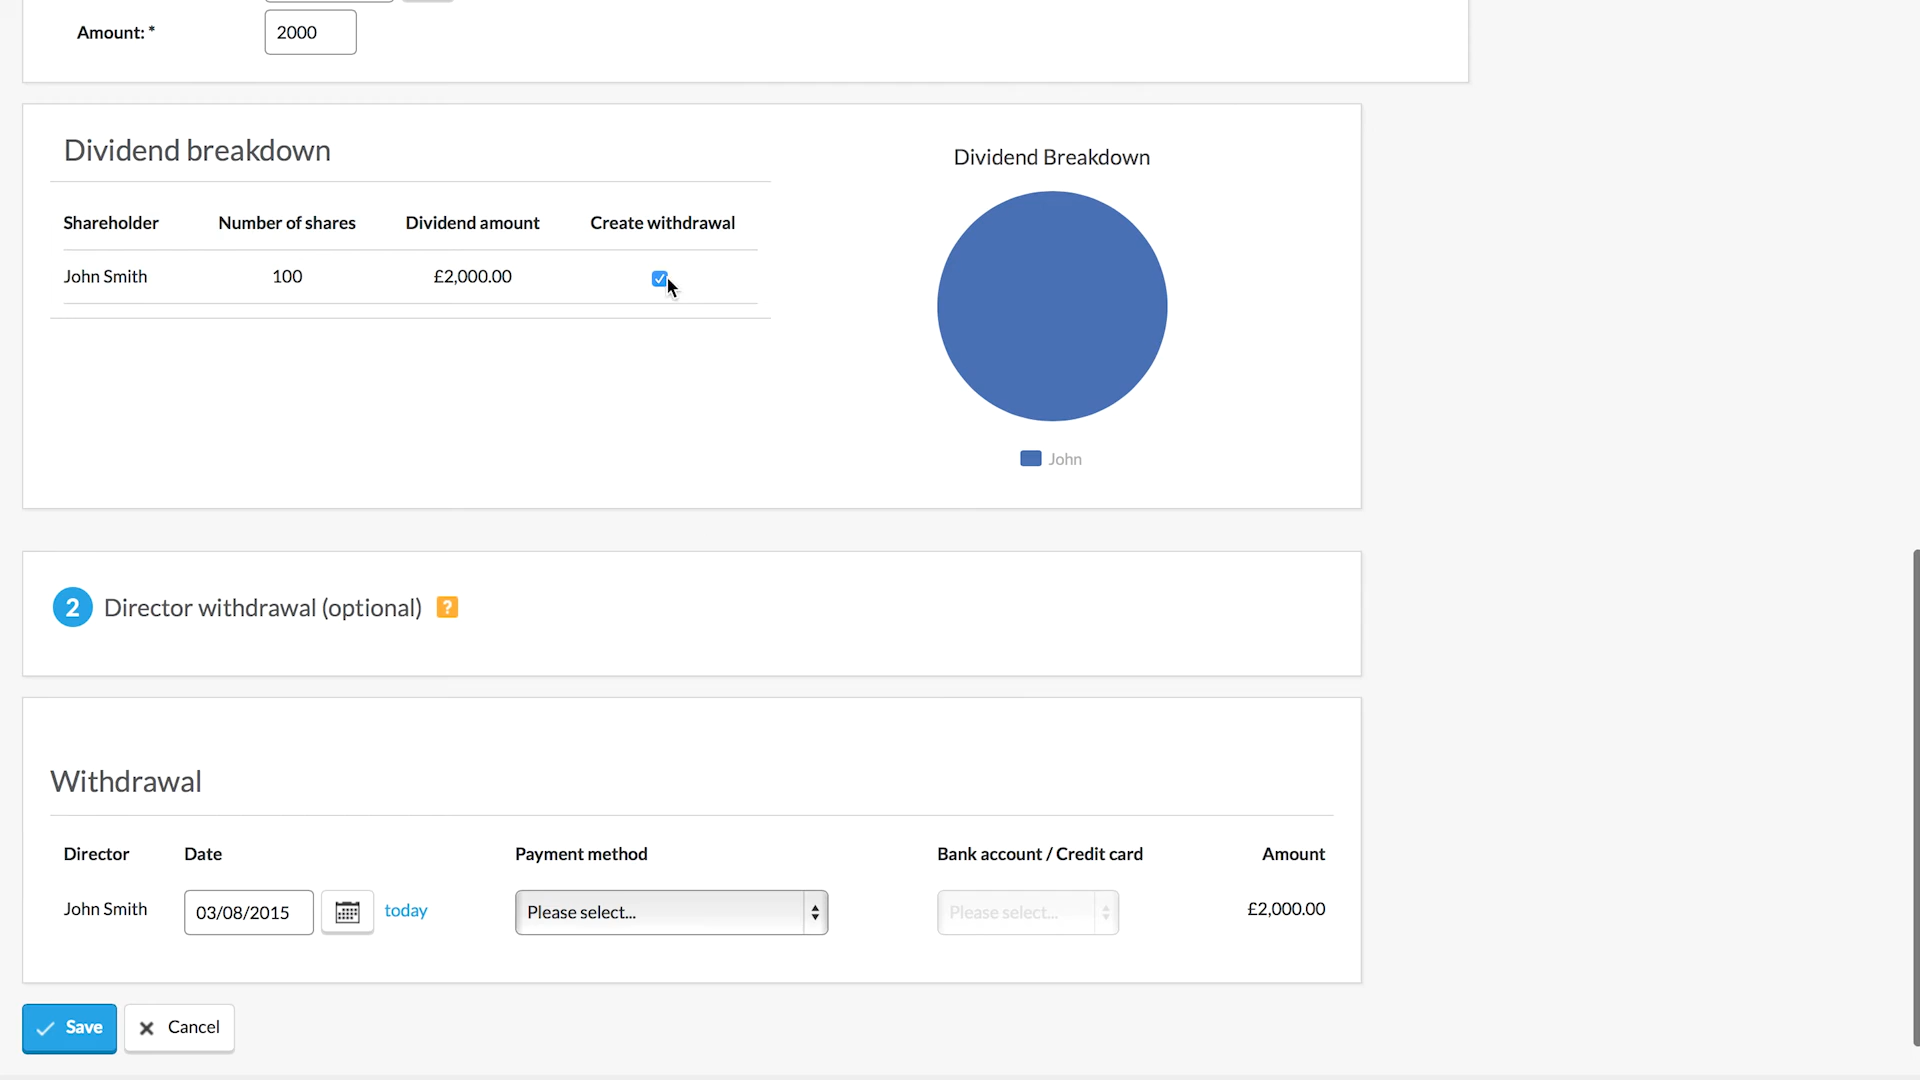 Amount: *
2000
Dividend breakdown
Shareholder Number of shares Dividend amount Create withdrawal
John Smith 100 £2,000.00
Dividend Breakdown
John
2 Director withdrawal (optional) ?
Withdrawal
Director Date Payment method Bank account / Credit card Amount
John Smith 03/08/2015 today Please select... Please select... £2,000.00
Save Cancel